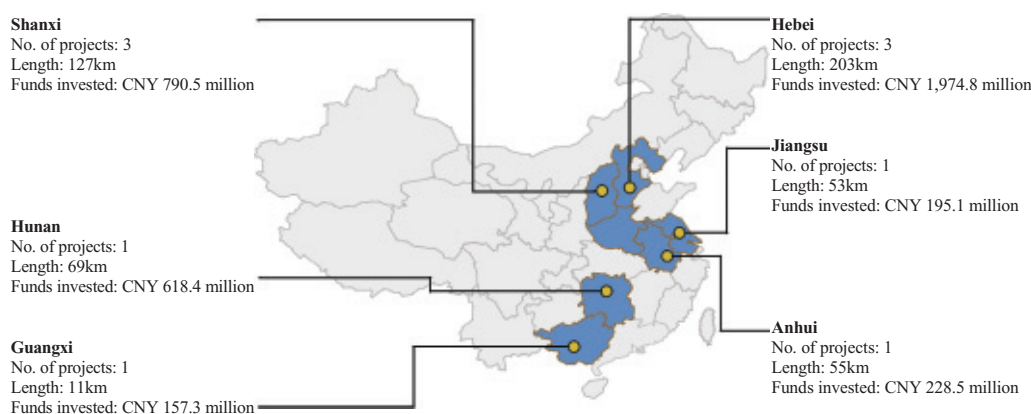 Shanxi
No. of projects: 3
Length: 127km
Funds invested: CNY 790.5 million
Hunan
No. of projects: 1
Length: 69km
Funds invested: CNY 618.4 million
Guangxi
No. of projects: 1
Length: 11km
Funds invested: CNY 157.3 million
Hebei
No. of projects: 3
Length: 203km
Funds invested: CNY 1,974.8 million
Jiangsu
No. of projects: 1
Length: 53km
Funds invested: CNY 195.1 million
Anhui
No. of projects: 1
Length: 55km
Funds invested: CNY 228.5 million